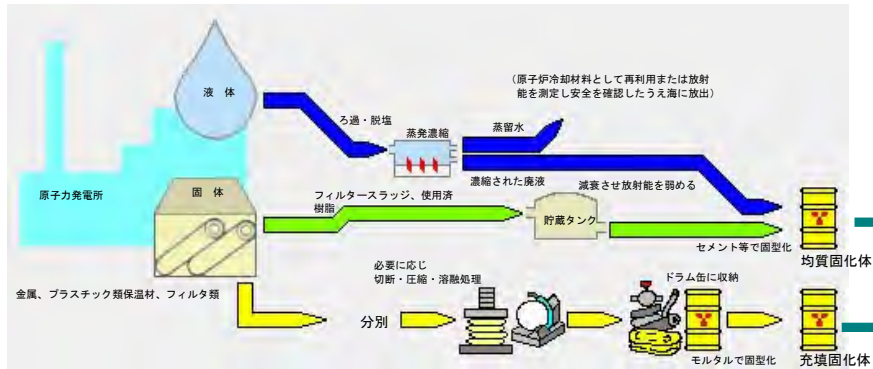 （原子炉冷却材料として再利用または放射
能を測定し安全を確認したうえ海に放出）
液　体
ろ過・脱塩
蒸発濃縮
蒸留水
濃縮された廃液
減衰させ放射能を弱める
原子力発電所
固　体
フィルタースラッジ、使用済
樹脂
貯蔵タンク
セメント等で固型化
均質固化体
金属、プラスチック類保温材、フィルタ類
必要に応じ
切断・圧縮・溶融処理
ドラム缶に収納
分別
モルタルで固型化
充填固化体